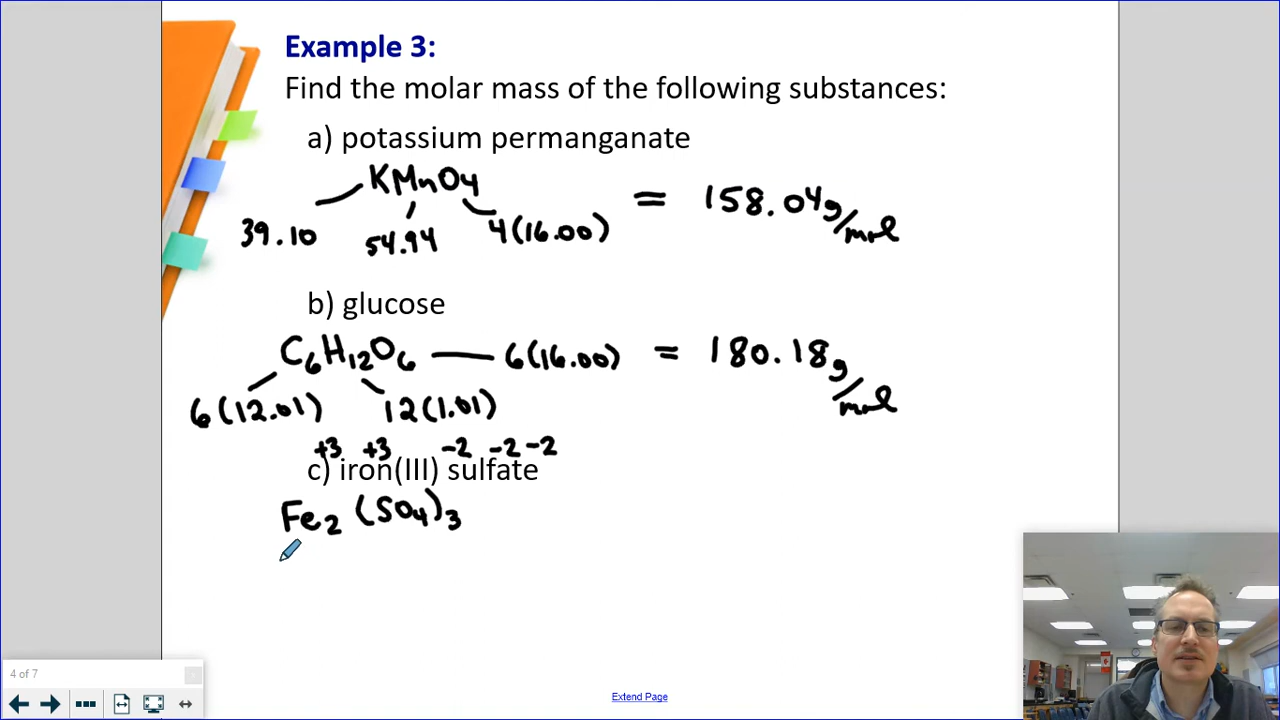 Example 3:
Find the molar mass of the following substances:
a) potassium permanganate
KMnO4
= 158.04g/mol
39.10 54.94 4(16.00)
b) glucose
C6H12O6 — 6(16.00) = 180.18g/mol
6(12.01) 12(1.01)
+3 +3 -2 -2 -2
c) iron(III) sulfate
Fe2(SO4)3
4 of 7
Extend Page